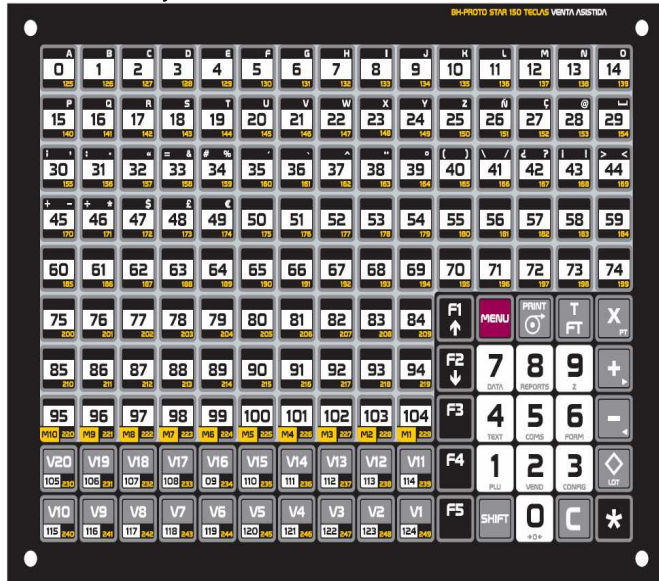 BH-PROTO STAR 150 TECLAS VENTA ASISTIDA
A B C D E F G H I J K L M N O
0 1 2 3 4 5 6 7 8 9 10 11 12 13 14
125 126 127 128 129 130 131 132 133 134 135 136 137 138 139
P Q R S T U V W X Y Z Ñ Ç @
15 16 17 18 19 20 21 22 23 24 25 26 27 28 29
140 141 142 143 144 145 146 147 148 149 150 151 152 153 154
= & # % ´ ` ^ ¨ º ( ) \ / ¿ ? ¡ ! > <
30 31 32 33 34 35 36 37 38 39 40 41 42 43 44
155 156 157 158 159 160 161 162 163 164 165 166 167 168 169
+ - + * $ £ €
45 46 47 48 49 50 51 52 53 54 55 56 57 58 59
170 171 172 173 174 175 176 177 178 179 180 181 182 183 184
60 61 62 63 64 65 66 67 68 69 70 71 72 73 74
185 186 187 188 189 190 191 192 193 194 195 196 197 198 199
75 76 77 78 79 80 81 82 83 84 F1 ↑ MENU PRINT T FT X PT
200 201 202 203 204 205 206 207 208 209
85 86 87 88 89 90 91 92 93 94 F2 ↓ 7 8 9 +
210 211 212 213 214 215 216 217 218 219 DATA REPORTS Z
95 96 97 98 99 100 101 102 103 104 F3 4 5 6 -
M10 220 M9 221 M8 222 M7 223 M6 224 M5 225 M4 226 M3 227 M2 228 M1 229 TEXT COMS FORM
V20 V19 V18 V17 V16 V15 V14 V13 V12 V11 F4 1 2 3
105 230 106 231 107 232 108 233 09 234 110 235 111 236 112 237 113 238 114 239 PLU VEND CONFIG LOT
V10 V9 V8 V7 V6 V5 V4 V3 V2 V1 F5 SHIFT 0 C *
115 240 116 241 117 242 118 243 119 244 120 245 121 246 122 247 123 248 124 249 →0←